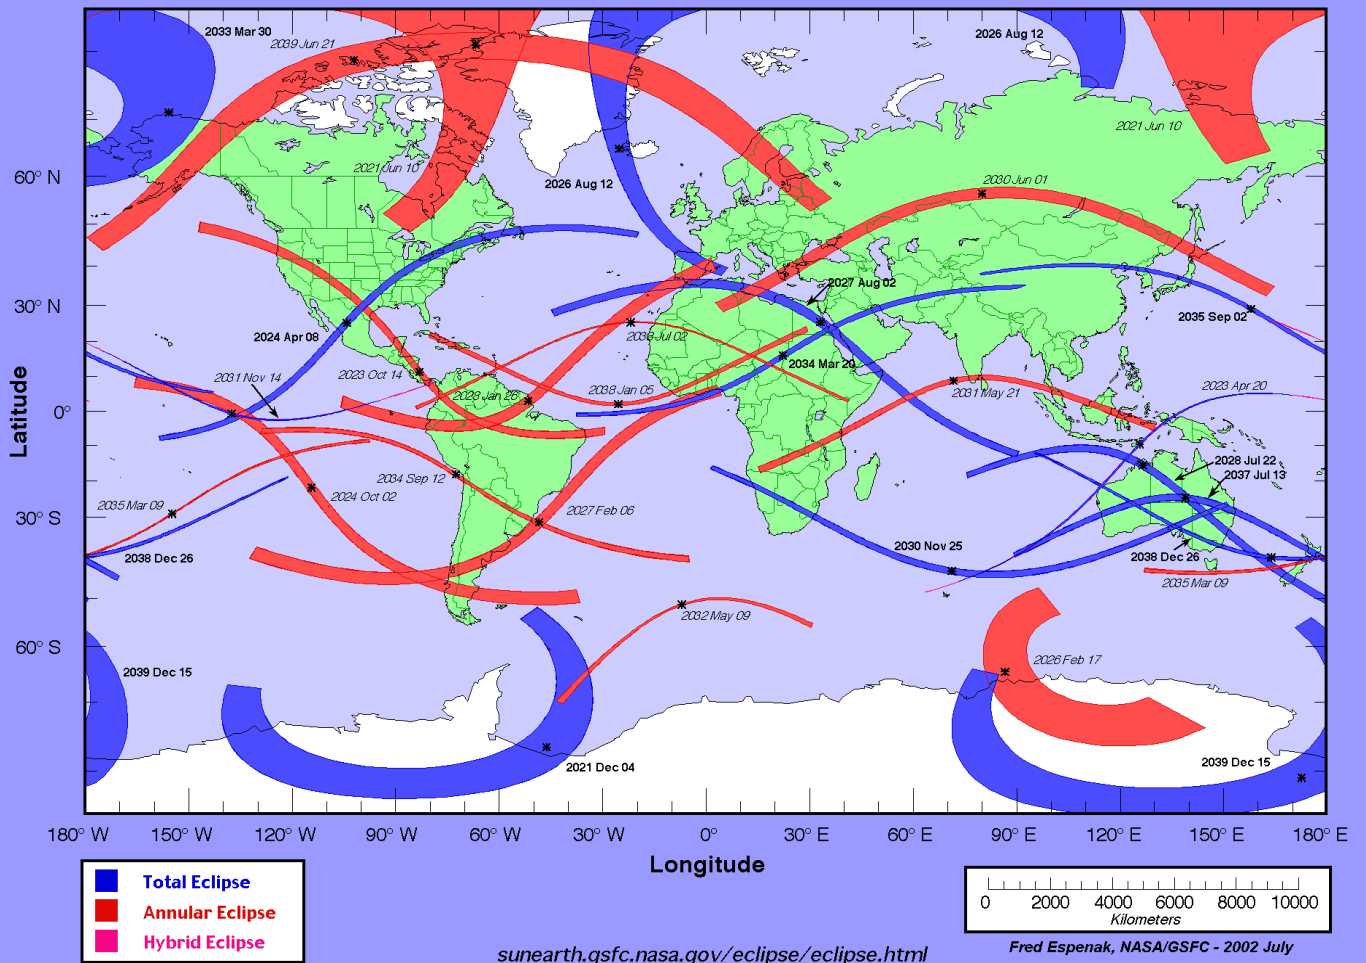 2033 Mar 30
2039 Jun 21
2026 Aug 12
2021 Jun 10
2021 Jun 10
2026 Aug 12
2030 Jun 01
2027 Aug 02
2035 Sep 02
2024 Apr 08
2038 Jul 02
2034 Mar 20
2031 Nov 14
2023 Oct 14
2028 Jan 26
2038 Jan 05
2031 May 21
2023 Apr 20
2028 Jul 22
2037 Jul 13
2034 Sep 12
2024 Oct 02
2035 Mar 09
2027 Feb 06
2030 Nov 25
2038 Dec 26
2038 Dec 26
2035 Mar 09
2032 May 09
2026 Feb 17
2039 Dec 15
2021 Dec 04
2039 Dec 15
Latitude
60° N
30° N
0°
30° S
60° S
180° W 150° W 120° W 90° W 60° W 30° W 0° 30° E 60° E 90° E 120° E 150° E 180° E
Longitude
Total Eclipse
Annular Eclipse
Hybrid Eclipse
0 2000 4000 6000 8000 10000
Kilometers
sunearth.gsfc.nasa.gov/eclipse/eclipse.html
Fred Espenak, NASA/GSFC - 2002 July